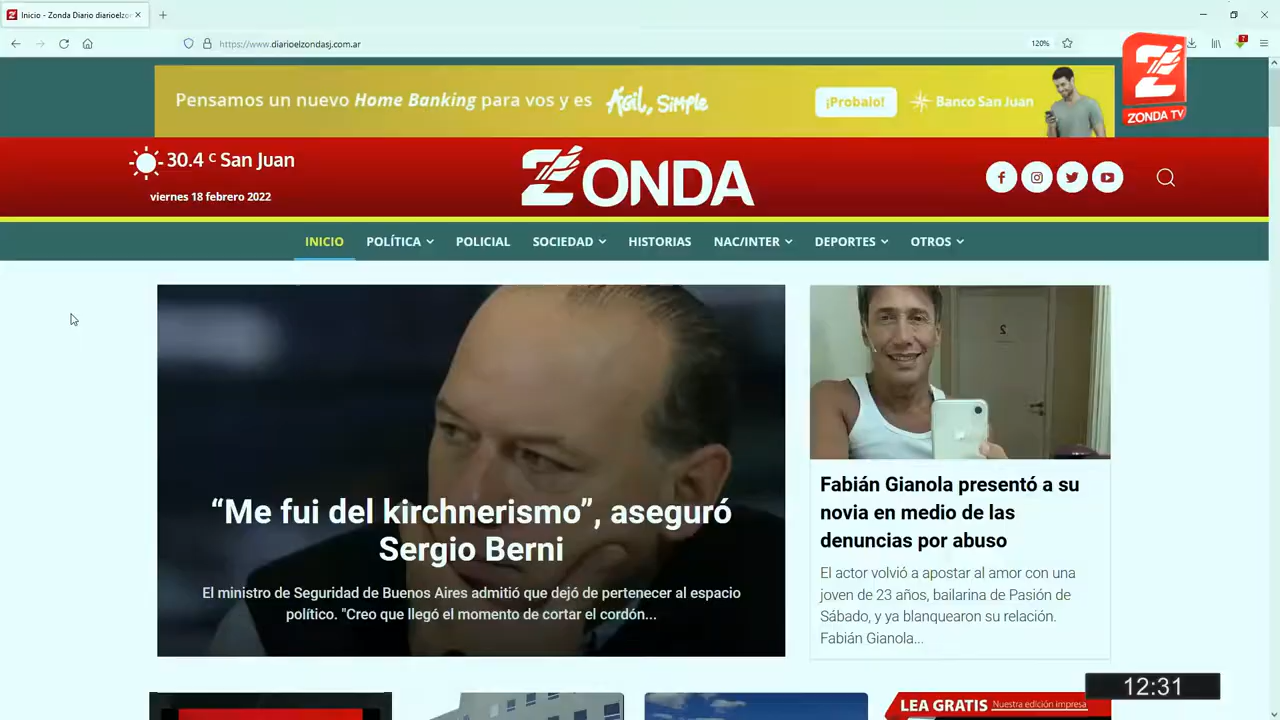 Inicio - Zonda Diario diarioelzo
https://www.diarioelzondasj.com.ar
120%
Pensamos un nuevo Home Banking para vos y es Ágil, Simple
¡Probalo!
Banco San Juan
ZONDA TV
30.4 C San Juan
viernes 18 febrero 2022
ZONDA
INICIO POLÍTICA POLICIAL SOCIEDAD HISTORIAS NAC/INTER DEPORTES OTROS
“Me fui del kirchnerismo”, aseguró
Sergio Berni
El ministro de Seguridad de Buenos Aires admitió que dejó de pertenecer al espacio
político. "Creo que llegó el momento de cortar el cordón...
2
Fabián Gianola presentó a su
novia en medio de las
denuncias por abuso
El actor volvió a apostar al amor con una
joven de 23 años, bailarina de Pasión de
Sábado, y ya blanquearon su relación.
Fabián Gianola...
LEA GRATIS Nuestra edición impresa
12:31